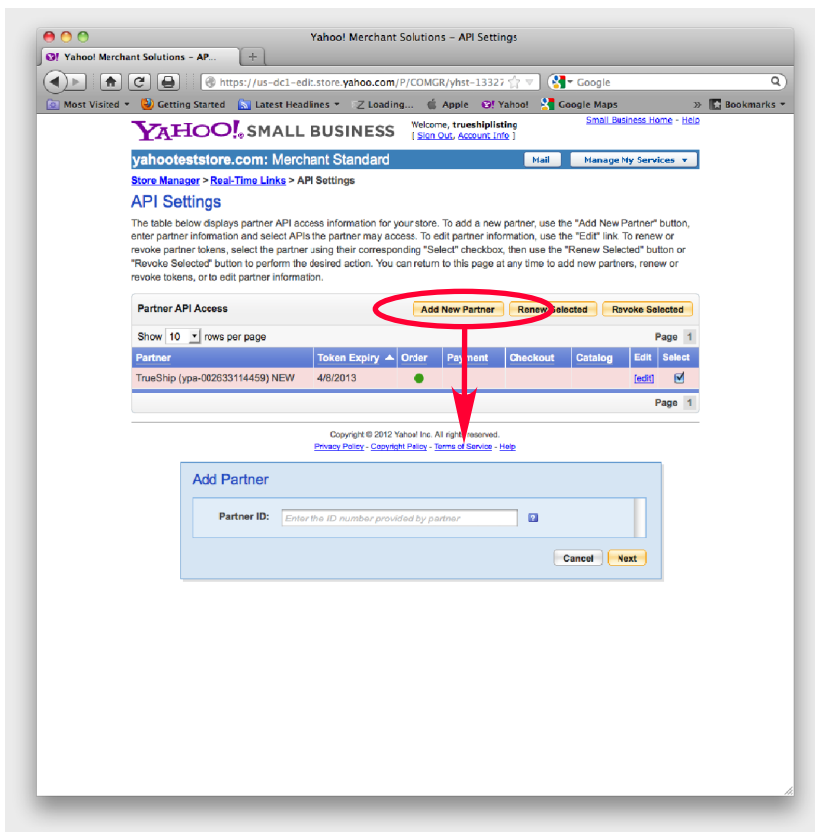 Yahoo! Merchant Solutions – API Settings
Yahoo! Merchant Solutions – AP...
https://us-dc1-edit.store.yahoo.com/P/COMGR/yhst-13327
Google
Most Visited
Getting Started
Latest Headlines
Loading...
Apple
Yahoo!
Google Maps
»
Bookmarks
YAHOO! SMALL BUSINESS
Welcome, trueshiplisting
[ Sign Out, Account Info ]
Small Business Home - Help
yahooteststore.com: Merchant Standard
Mail
Manage My Services
Store Manager > Real-Time Links > API Settings
API Settings
The table below displays partner API access information for your store. To add a new partner, use the "Add New Partner" button,
enter partner information and select APIs the partner may access. To edit partner information, use the "Edit" link. To renew or
revoke partner tokens, select the partner using their corresponding "Select" checkbox, then use the "Renew Selected" button or
"Revoke Selected" button to perform the desired action. You can return to this page at any time to add new partners, renew or
revoke tokens, or to edit partner information.
Partner API Access
Add New Partner
Renew Selected
Revoke Selected
Show 10 rows per page
Page 1
Partner Token Expiry Order Payment Checkout Catalog Edit Select
TrueShip (ypa-002633114459) NEW 4/8/2013 [edit]
Page 1
Copyright © 2012 Yahoo! Inc. All rights reserved.
Privacy Policy - Copyright Policy - Terms of Service - Help
Add Partner
Partner ID: Enter the ID number provided by partner ?
Cancel
Next